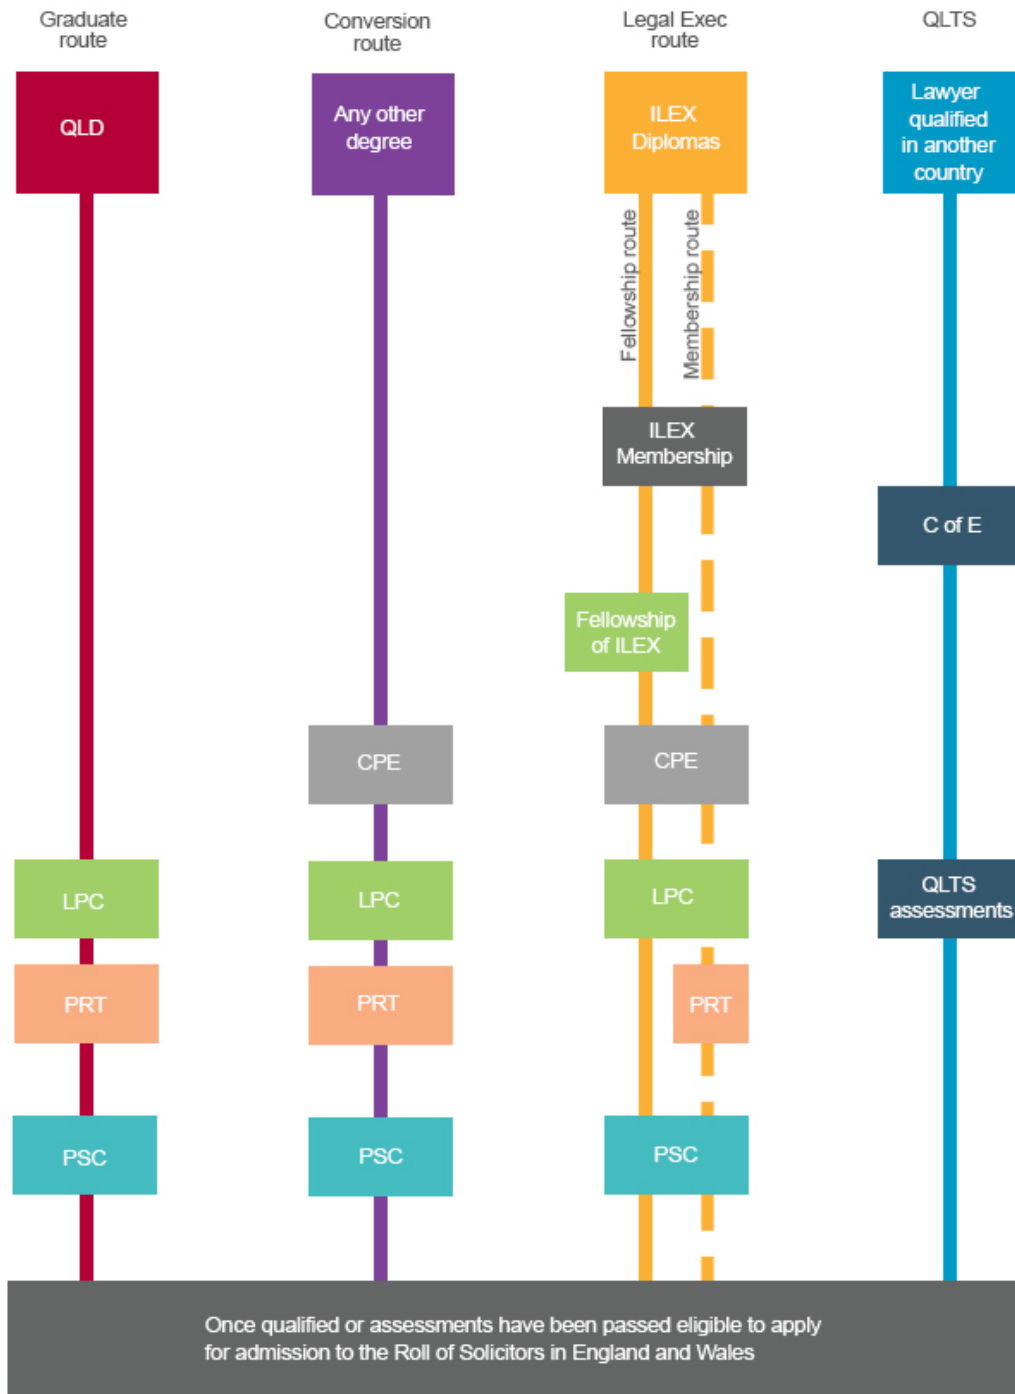 Graduate
route
Conversion
route
Legal Exec
route
QLTS
QLD
Any other
degree
ILEX
Diplomas
Lawyer
qualified
in another
country
Fellowship route
Membership route
ILEX
Membership
C of E
Fellowship
of ILEX
CPE
CPE
LPC
LPC
LPC
QLTS
assessments
PRT
PRT
PRT
PSC
PSC
PSC
Once qualified or assessments have been passed eligible to apply
for admission to the Roll of Solicitors in England and Wales